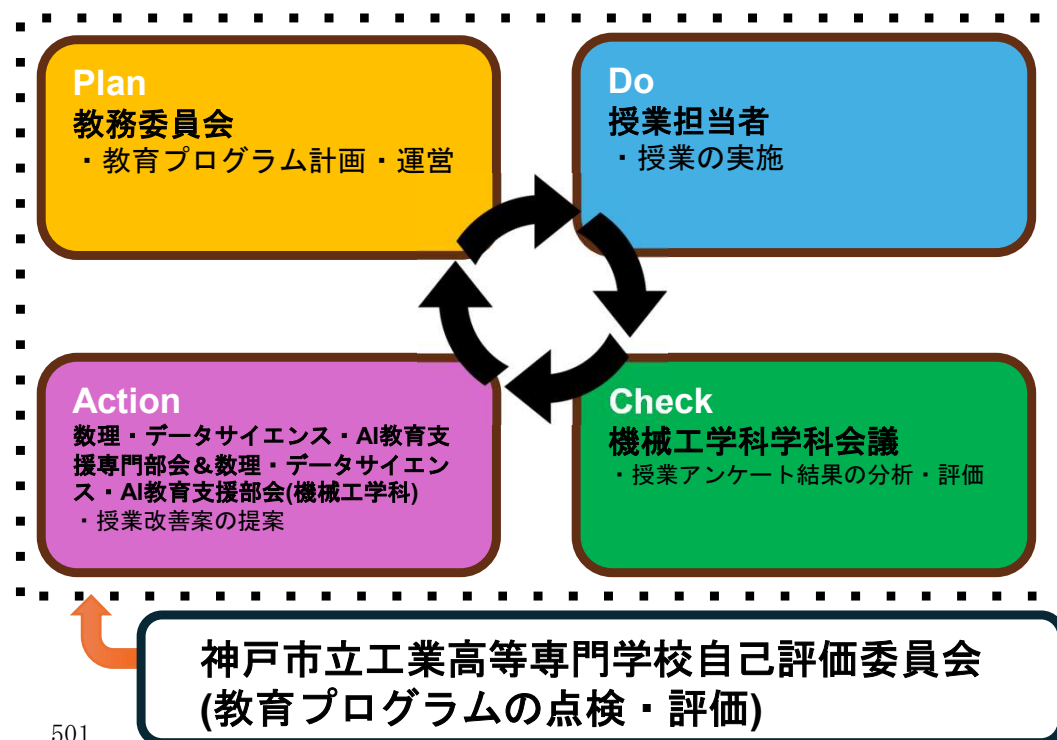 Plan
教務委員会
・教育プログラム計画・運営
Do
授業担当者
・授業の実施
Action
数理・データサイエンス・AI教育支
援専門部会&数理・データサイエン
ス・AI教育支援部会(機械工学科)
・授業改善案の提案
Check
機械工学科学科会議
・授業アンケート結果の分析・評価
神戸市立工業高等専門学校自己評価委員会
(教育プログラムの点検・評価)
501